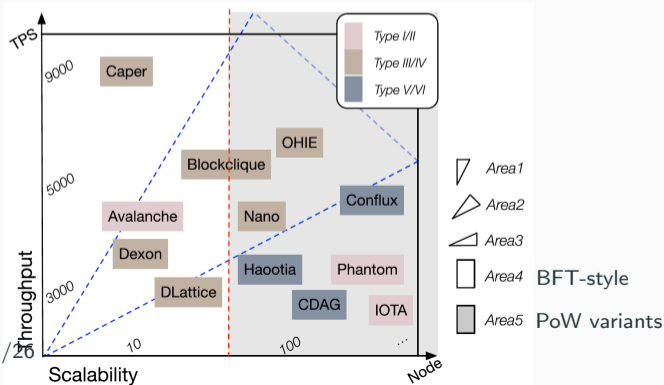 TPS
9000
5000
3000
Throughput
Caper
OHIE
Blockclique
Conflux
Avalanche
Nano
Dexon
Haootia
Phantom
DLattice
CDAG
IOTA
Type I/II
Type III/IV
Type V/VI
Area1
Area2
Area3
Area4 BFT-style
Area5 PoW variants
10
100
...
Scalability
Node